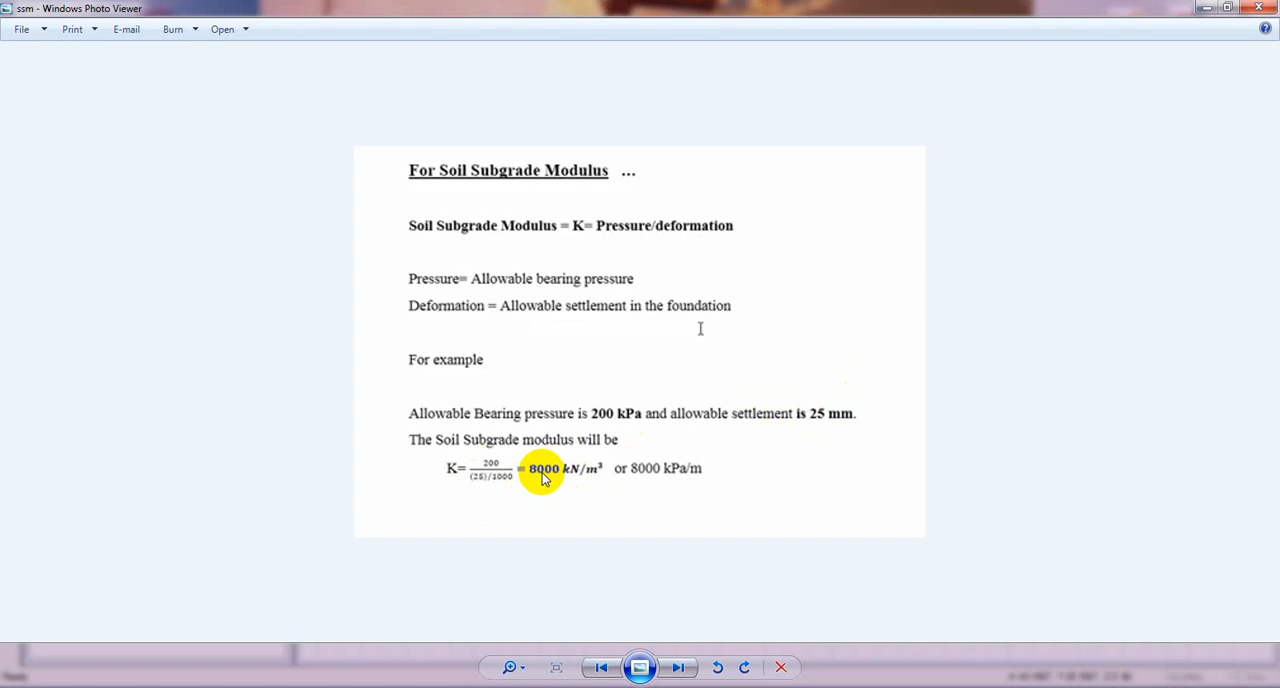 ssm - Windows Photo Viewer
File Print E-mail Burn Open
For Soil Subgrade Modulus ...
Soil Subgrade Modulus = K= Pressure/deformation
Pressure= Allowable bearing pressure
Deformation = Allowable settlement in the foundation
For example
Allowable Bearing pressure is 200 kPa and allowable settlement is 25 mm.
The Soil Subgrade modulus will be
K= 200/(25)/1000 = 8000 kN/m³ or 8000 kPa/m